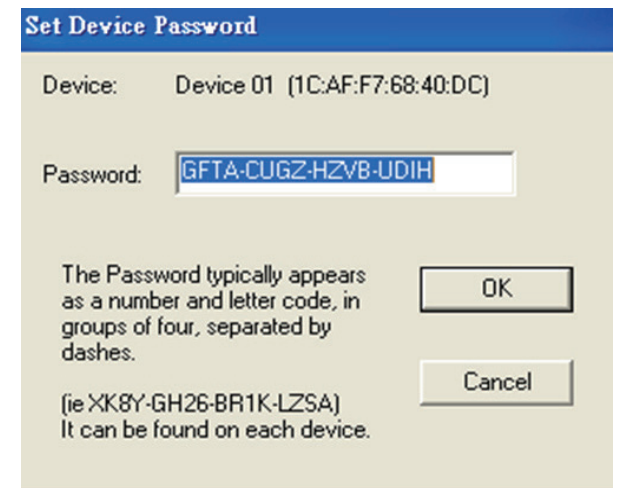 Set Device Password
Device: Device 01 (1C:AF:F7:68:40:DC)
Password: GFTA-CUGZ-HZVB-UDIH
The Password typically appears
as a number and letter code, in
groups of four, separated by
dashes.
(ie XK8Y-GH26-BR1K-LZSA)
It can be found on each device.
OK
Cancel